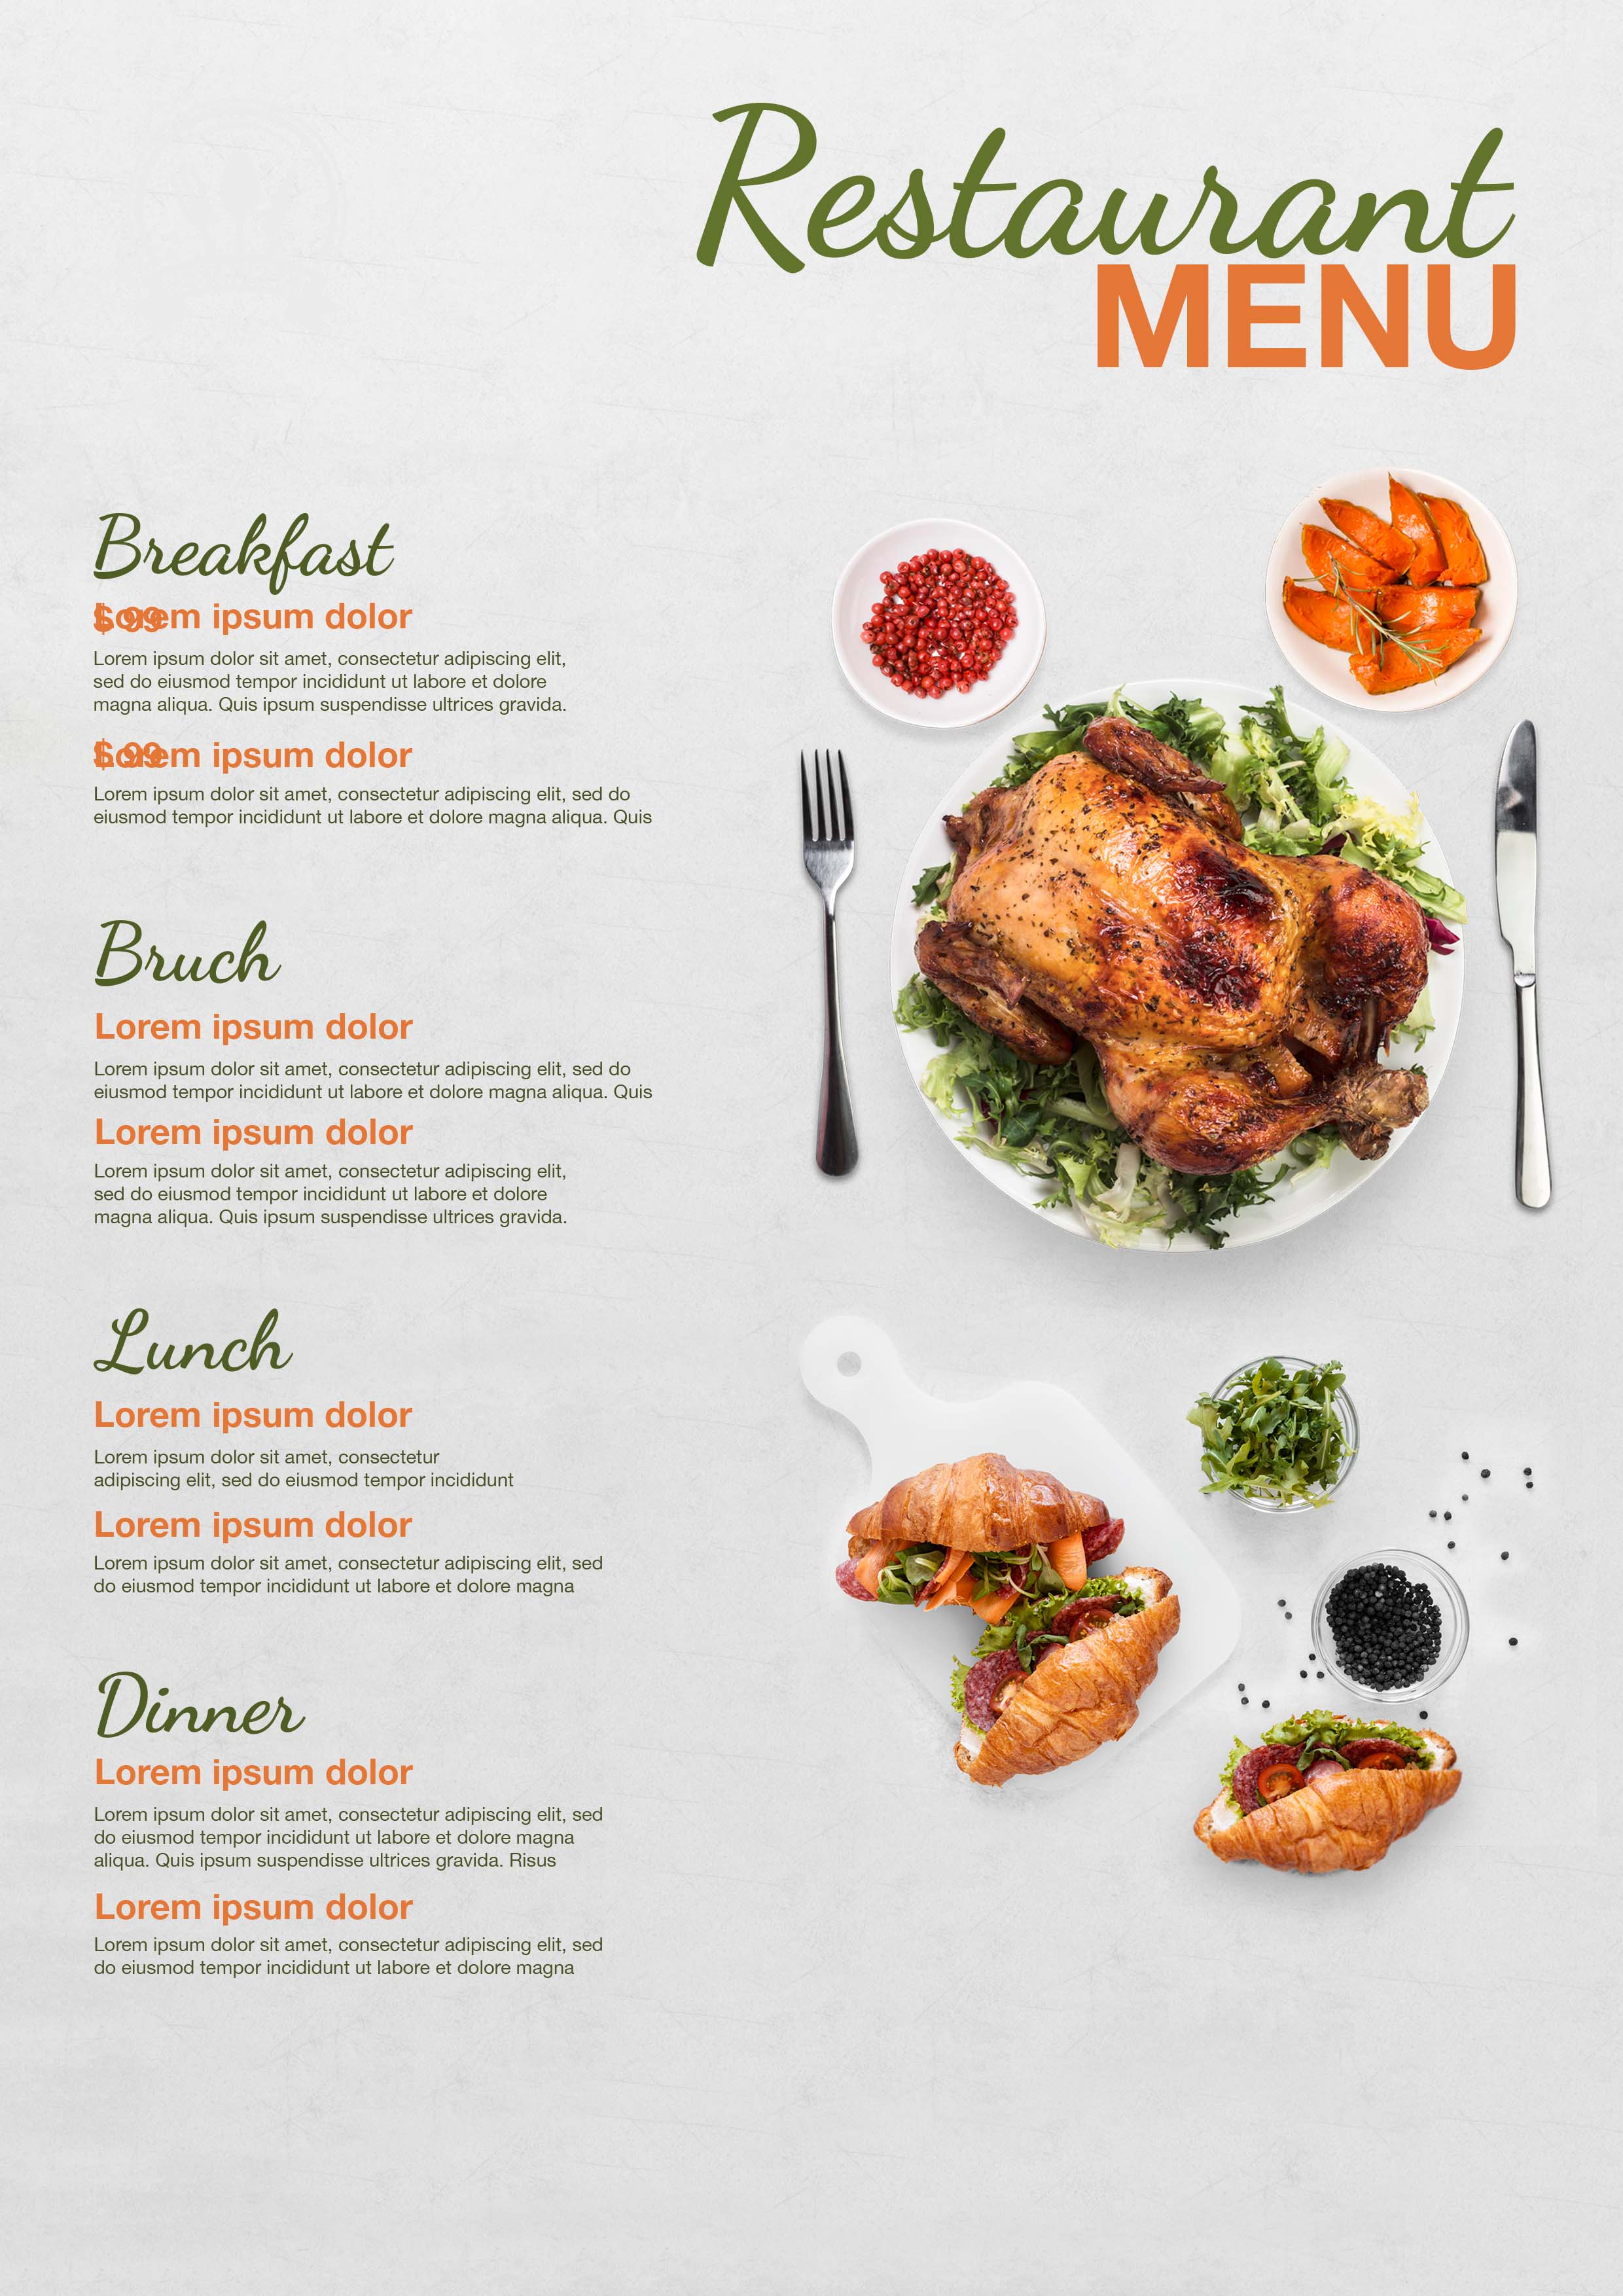 Restaurant
MENU
Breakfast
Lorem ipsum dolor
$ 99
Lorem ipsum dolor sit amet, consectetur adipiscing elit,
sed do eiusmod tempor incididunt ut labore et dolore
magna aliqua. Quis ipsum suspendisse ultrices gravida.
Lorem ipsum dolor
$ 99
Lorem ipsum dolor sit amet, consectetur adipiscing elit, sed do
eiusmod tempor incididunt ut labore et dolore magna aliqua. Quis
Bruch
Lorem ipsum dolor
Lorem ipsum dolor sit amet, consectetur adipiscing elit, sed do
eiusmod tempor incididunt ut labore et dolore magna aliqua. Quis
Lorem ipsum dolor
Lorem ipsum dolor sit amet, consectetur adipiscing elit,
sed do eiusmod tempor incididunt ut labore et dolore
magna aliqua. Quis ipsum suspendisse ultrices gravida.
Lunch
Lorem ipsum dolor
Lorem ipsum dolor sit amet, consectetur
adipiscing elit, sed do eiusmod tempor incididunt
Lorem ipsum dolor
Lorem ipsum dolor sit amet, consectetur adipiscing elit, sed
do eiusmod tempor incididunt ut labore et dolore magna
Dinner
Lorem ipsum dolor
Lorem ipsum dolor sit amet, consectetur adipiscing elit, sed
do eiusmod tempor incididunt ut labore et dolore magna
aliqua. Quis ipsum suspendisse ultrices gravida. Risus
Lorem ipsum dolor
Lorem ipsum dolor sit amet, consectetur adipiscing elit, sed
do eiusmod tempor incididunt ut labore et dolore magna